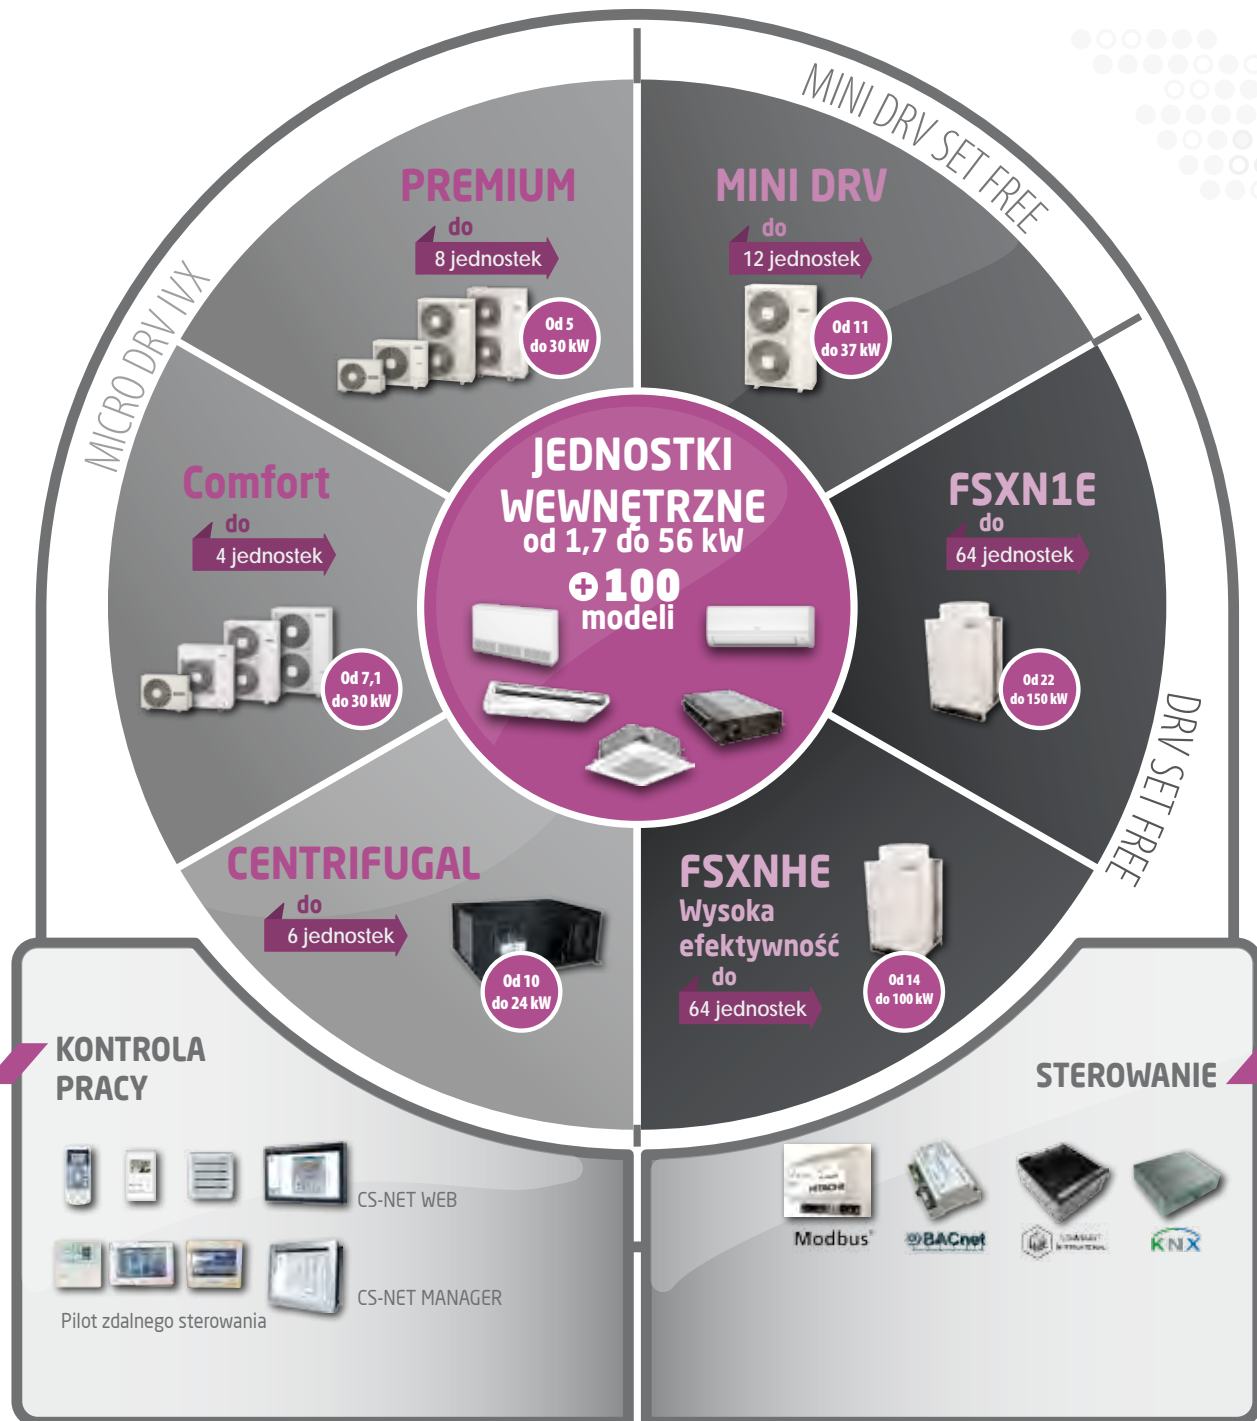 MINI DRV SET FREE
MICRO DRV IVX
PREMIUM
do
8 jednostek
Od 5
do 30 kW
MINI DRV
do
12 jednostek
Od 11
do 37 kW
Comfort
do
4 jednostek
Od 7,1
do 30 kW
JEDNOSTKI
WEWNĘTRZNE
od 1,7 do 56 kW
+ 100
modeli
FSXN1E
do
64 jednostek
Od 22
do 150 kW
DRV SET FREE
CENTRIFUGAL
do
6 jednostek
Od 10
do 24 kW
FSXNHE
Wysoka
efektywność
do
64 jednostek
Od 14
do 100 kW
KONTROLA
PRACY
CS-NET WEB
CS-NET MANAGER
Pilot zdalnego sterowania
STEROWANIE
HITACHI
Modbus
BACnet
KNX